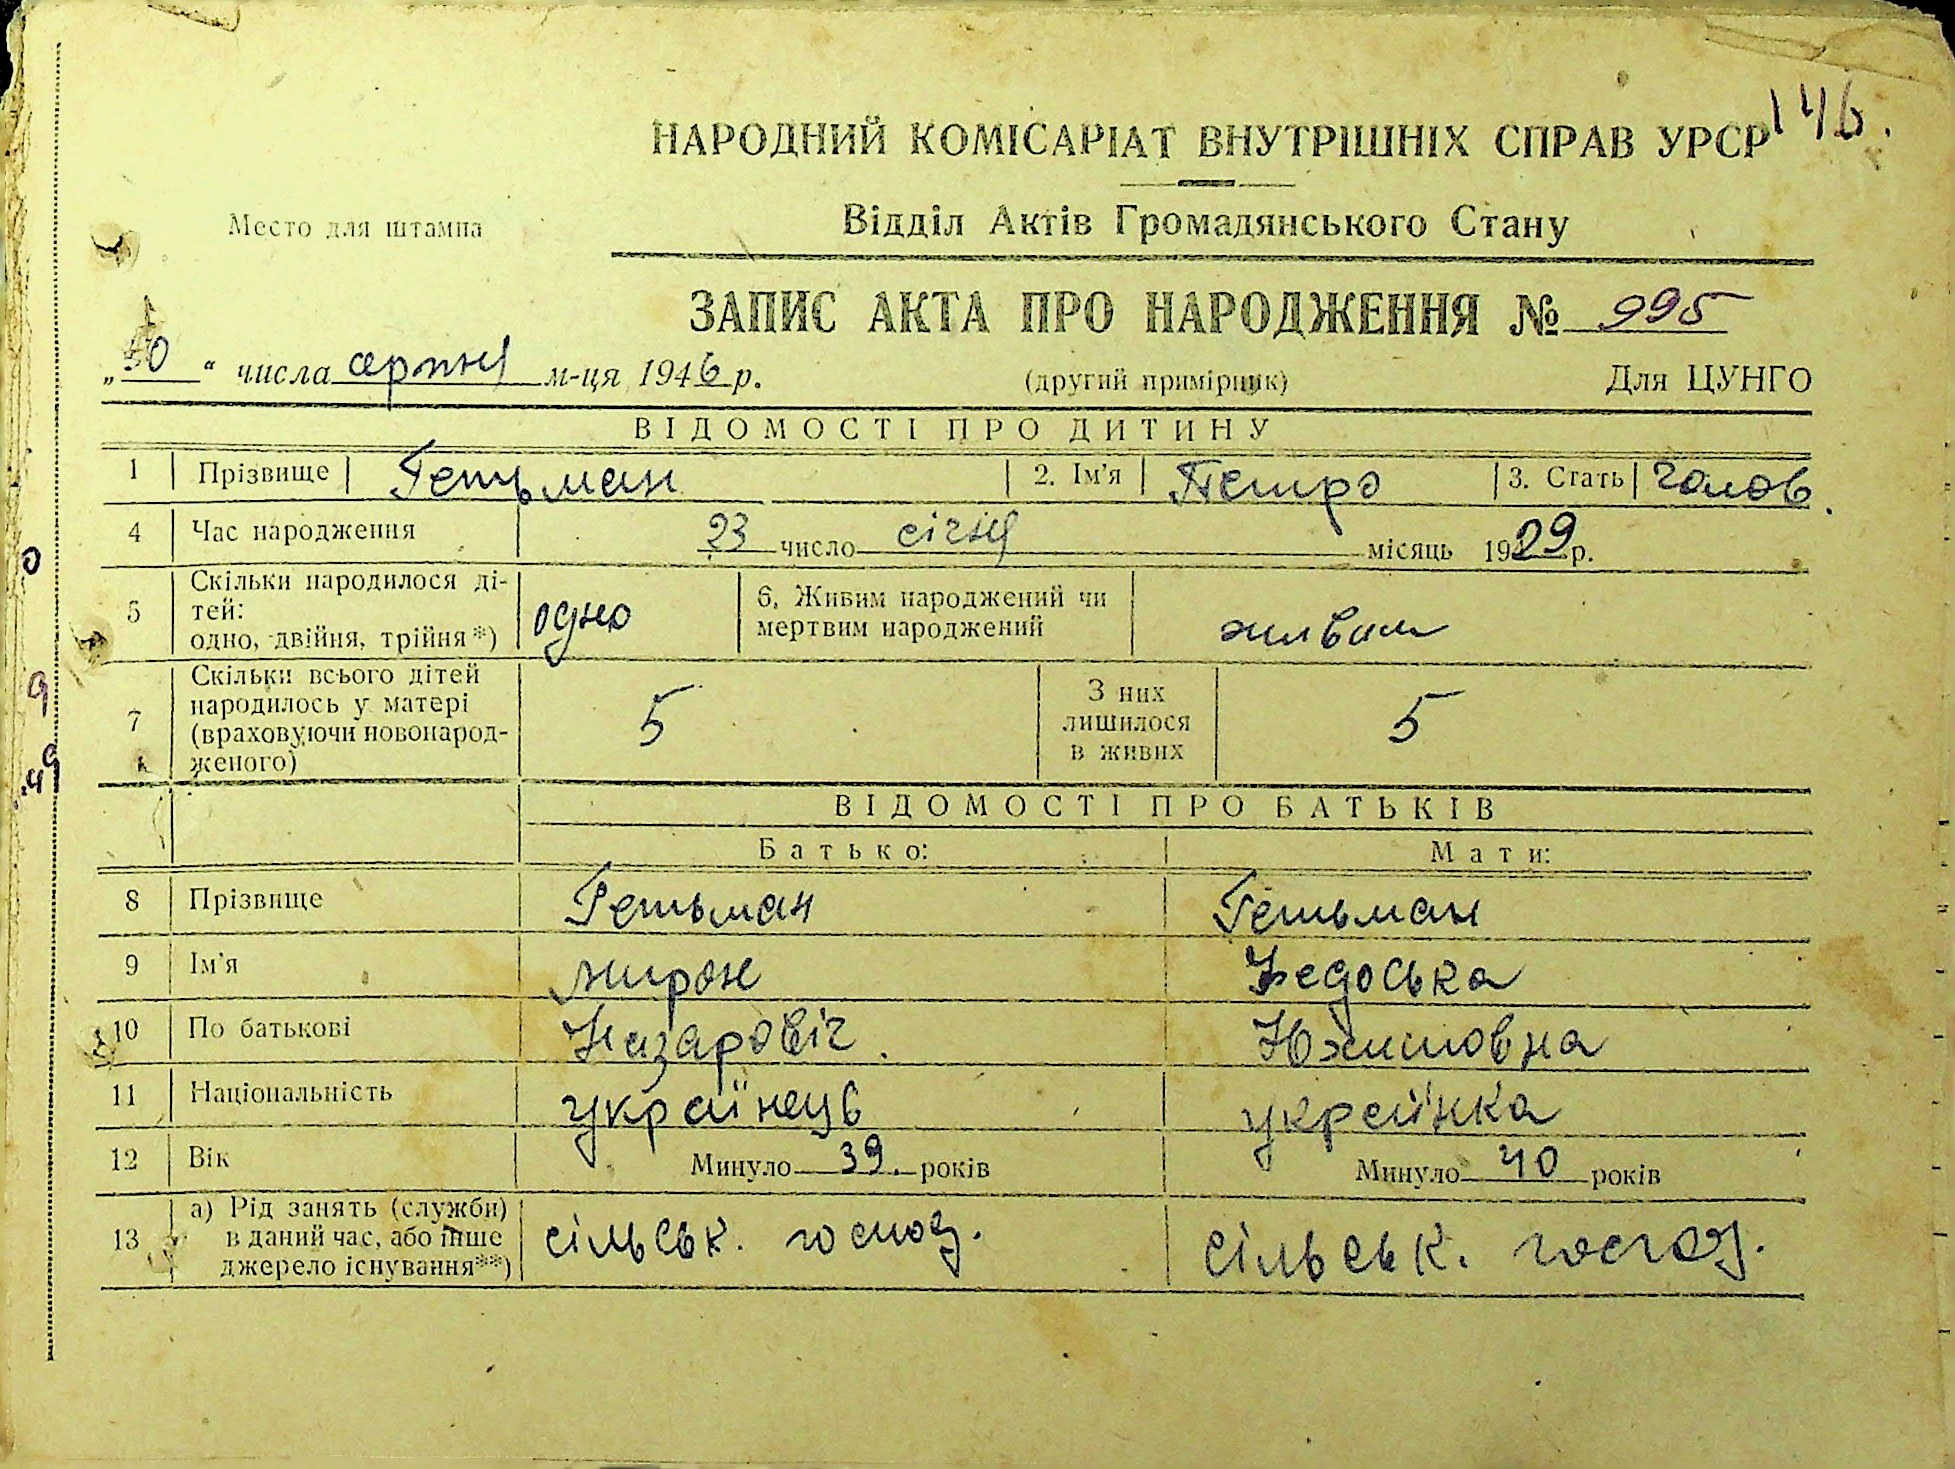 146.
НАРОДНИЙ КОМІСАРІАТ ВНУТРІШНІХ СПРАВ УРСР
Место для штампа
Відділ Актів Громадянського Стану
ЗАПИС АКТА ПРО НАРОДЖЕННЯ № 995
„30“ числа серпня м-ця 1946 р. (другий примірник) Для ЦУНГО
ВІДОМОСТІ ПРО ДИТИНУ
1 Прізвище Гетьман 2. Ім'я Петро 3. Стать чолов.
4 Час народження 23 число січня місяць 1929 р.
5 Скільки народилося ді-
тей:
одно, двійня, трійня*) одно 6. Живим народжений чи
мертвим народжений живим
7 Скільки всього дітей
народилось у матері
(враховуючи новонарод-
женого) 5 З них
лишилося
в живих 5
ВІДОМОСТІ ПРО БАТЬКІВ
Батько: Мати:
8 Прізвище Гетьман Гетьман
9 Ім'я Мирон Федоська
10 По батькові Назаровіч.
11 Національність українець українка
12 Вік Минуло 39. років Минуло 40 років
13 а) Рід занять (служби)
в даний час, або інше
джерело існування**) сільськ. господ. сільськ. господ.